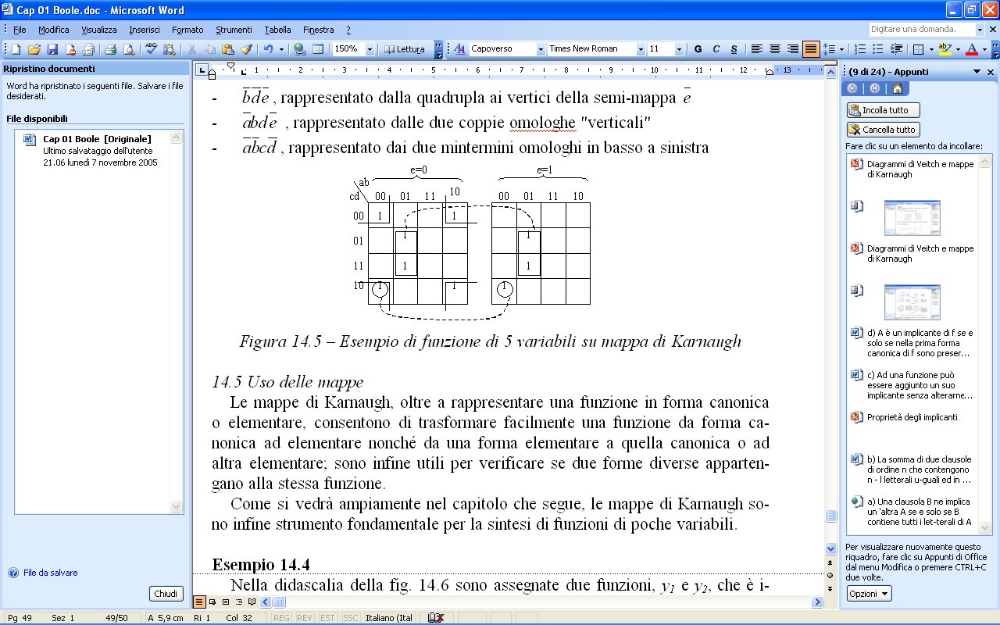 Cap 01 Boole.doc - Microsoft Word
File Modifica Visualizza Inserisci Formato Strumenti Tabella Finestra ? Digitare una domanda.
150% Lettura Capoverso Times New Roman 11 G C S
Ripristino documenti
Word ha ripristinato i seguenti file. Salvare i file
desiderati.
File disponibili
Cap 01 Boole [Originale]
Ultimo salvataggio dell'utente
21.06 lunedì 7 novembre 2005
File da salvare
Chiudi
1 2 3 4 5 6 7 8 9 10 11 12 13
- b̅d̅e̅ , rappresentato dalla quadrupla ai vertici della semi-mappa e̅
- a̅bde̅ , rappresentato dalle due coppie omologhe "verticali"
- a̅b̅cd̅ , rappresentato dai due mintermini omologhi in basso a sinistra
e=0 e=1
ab
cd 00 01 11 10 00 01 11 10
00 1 1
01 1 1
11 1 1
10 1 1 1
Figura 14.5 – Esempio di funzione di 5 variabili su mappa di Karnaugh
14.5 Uso delle mappe
Le mappe di Karnaugh, oltre a rappresentare una funzione in forma canonica
o elementare, consentono di trasformare facilmente una funzione da forma ca-
nonica ad elementare nonché da una forma elementare a quella canonica o ad
altra elementare; sono infine utili per verificare se due forme diverse apparten-
gano alla stessa funzione.
Come si vedrà ampiamente nel capitolo che segue, le mappe di Karnaugh so-
no infine strumento fondamentale per la sintesi di funzioni di poche variabili.
Esempio 14.4
Nella didascalia della fig. 14.6 sono assegnate due funzioni, y1 e y2, che è i-
(9 di 24) - Appunti
Incolla tutto
Cancella tutto
Fare clic su un elemento da incollare:
Diagrammi di Veitch e mappe
di Karnaugh
Diagrammi di Veitch e mappe
di Karnaugh
d) A è un implicante di f se e
solo se nella prima forma
canonica di f sono preser...
c) Ad una funzione può
essere aggiunto un suo
implicante senza alterarne...
Proprietà degli implicanti
b) La somma di due clausole
di ordine n che contengono
n - l letterali u-guali ed in ...
a) Una clausola B ne implica
un 'altra A se e solo se B
contiene tutti i let-terali di A
Per visualizzare nuovamente questo
riquadro, fare clic su Appunti di Office
dal menu Modifica o premere CTRL+C
due volte.
Opzioni
Pg 49 Sez 1 49/50 A 5,9 cm Ri 1 Col 32 REG REV EST SSC Italiano (Ital